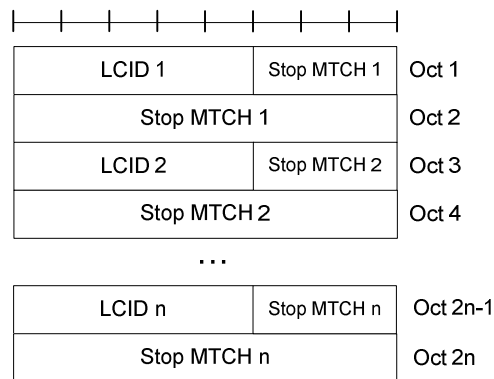 LCID 1 Stop MTCH 1 Oct 1
Stop MTCH 1 Oct 2
LCID 2 Stop MTCH 2 Oct 3
Stop MTCH 2 Oct 4
...
LCID n Stop MTCH n Oct 2n-1
Stop MTCH n Oct 2n